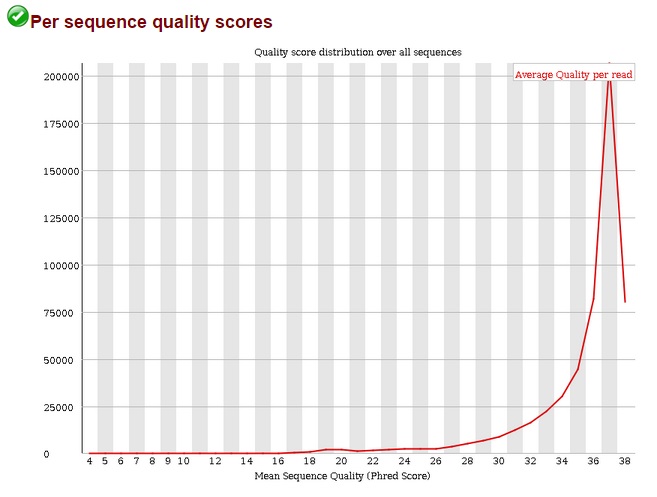 Per sequence quality scores
Quality score distribution over all sequences
Average Quality per read
200000
175000
150000
125000
100000
75000
50000
25000
0
4 5 6 7 8 9 10 12 14 16 18 20 22 24 26 28 30 32 34 36 38
Mean Sequence Quality (Phred Score)